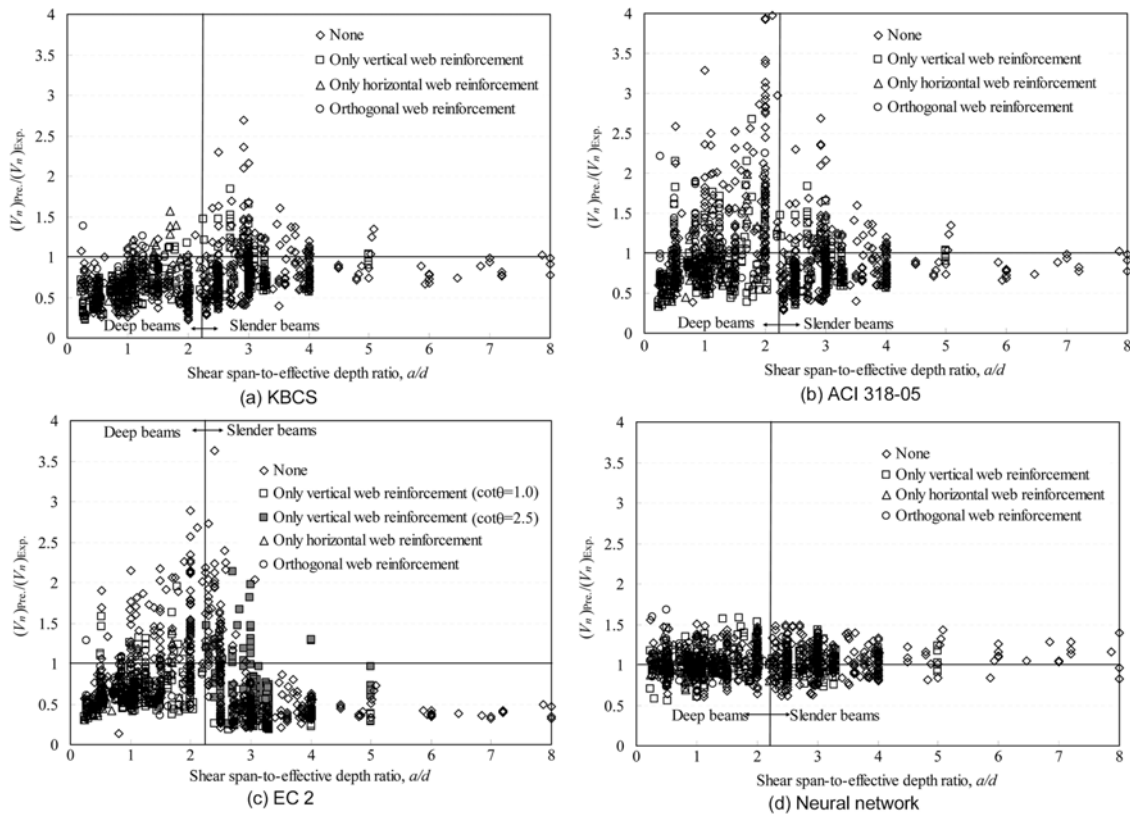 4
3.5
3
2.5
2
1.5
1
0.5
0
(Vn)Pre./(Vn)Exp.
None
Only vertical web reinforcement
Only horizontal web reinforcement
Orthogonal web reinforcement
Deep beams
Slender beams
0 1 2 3 4 5 6 7 8
Shear span-to-effective depth ratio, a/d
(a) KBCS
4
3.5
3
2.5
2
1.5
1
0.5
0
(Vn)Pre./(Vn)Exp.
None
Only vertical web reinforcement
Only horizontal web reinforcement
Orthogonal web reinforcement
Deep beams
Slender beams
0 1 2 3 4 5 6 7 8
Shear span-to-effective depth ratio, a/d
(b) ACI 318-05
4
3.5
3
2.5
2
1.5
1
0.5
0
(Vn)Pre./(Vn)Exp.
Deep beams
Slender beams
None
Only vertical web reinforcement (cotθ=1.0)
Only vertical web reinforcement (cotθ=2.5)
Only horizontal web reinforcement
Orthogonal web reinforcement
0 1 2 3 4 5 6 7 8
Shear span-to-effective depth ratio, a/d
(c) EC 2
4
3.5
3
2.5
2
1.5
1
0.5
0
(Vn)Pre./(Vn)Exp.
None
Only vertical web reinforcement
Only horizontal web reinforcement
Orthogonal web reinforcement
Deep beams
Slender beams
0 1 2 3 4 5 6 7 8
Shear span-to-effective depth ratio, a/d
(d) Neural network